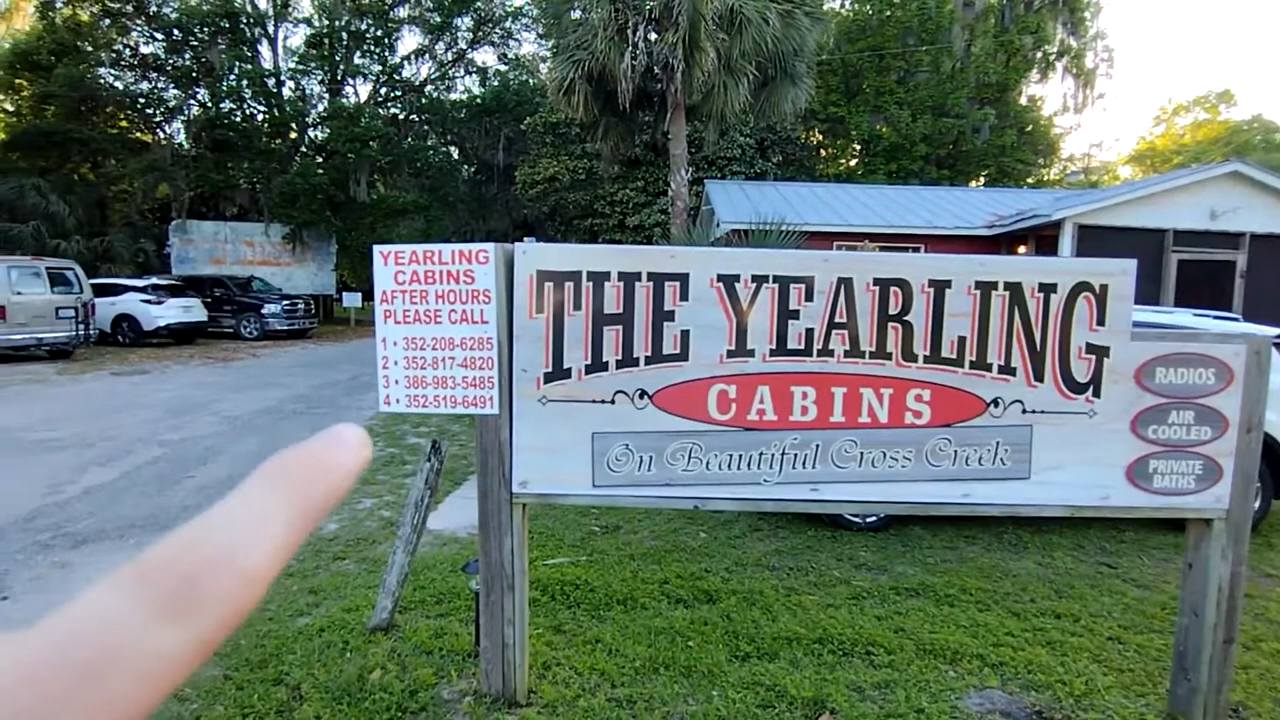 YEARLING
CABINS
AFTER HOURS
PLEASE CALL
1 • 352-208-6285
2 • 352-817-4820
3 • 386-983-5485
4 • 352-519-6491
THE YEARLING
CABINS
On Beautiful Cross Creek
RADIOS
AIR
COOLED
PRIVATE
BATHS